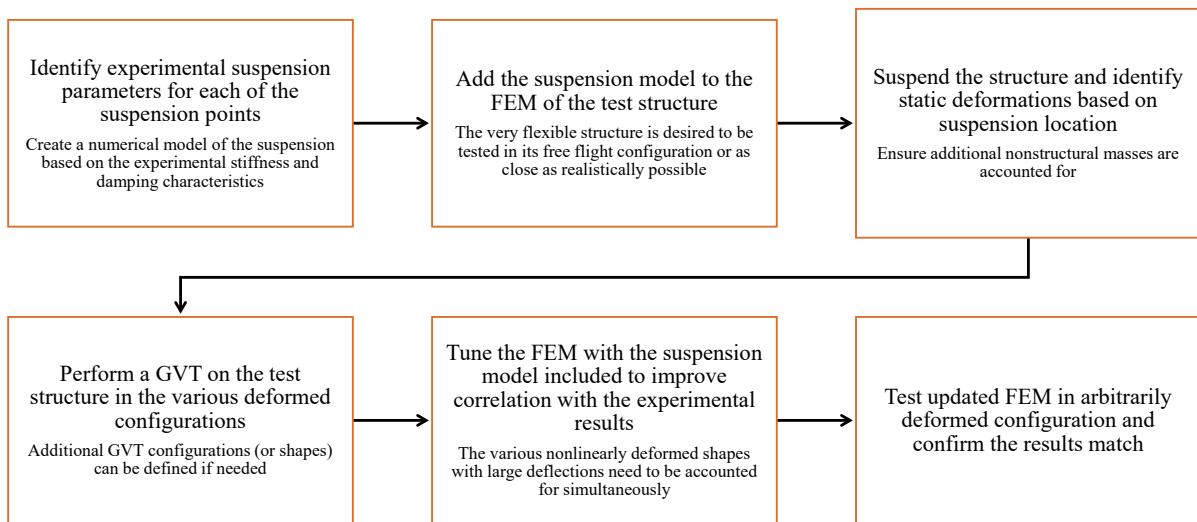 Identify experimental suspension
parameters for each of the
suspension points
Create a numerical model of the suspension
based on the experimental stiffness and
damping characteristics
Add the suspension model to the
FEM of the test structure
The very flexible structure is desired to be
tested in its free flight configuration or as
close as realistically possible
Suspend the structure and identify
static deformations based on
suspension location
Ensure additional nonstructural masses are
accounted for
Perform a GVT on the test
structure in the various deformed
configurations
Additional GVT configurations (or shapes)
can be defined if needed
Tune the FEM with the suspension
model included to improve
correlation with the experimental
results
The various nonlinearly deformed shapes
with large deflections need to be accounted
for simultaneously
Test updated FEM in arbitrarily
deformed configuration and
confirm the results match